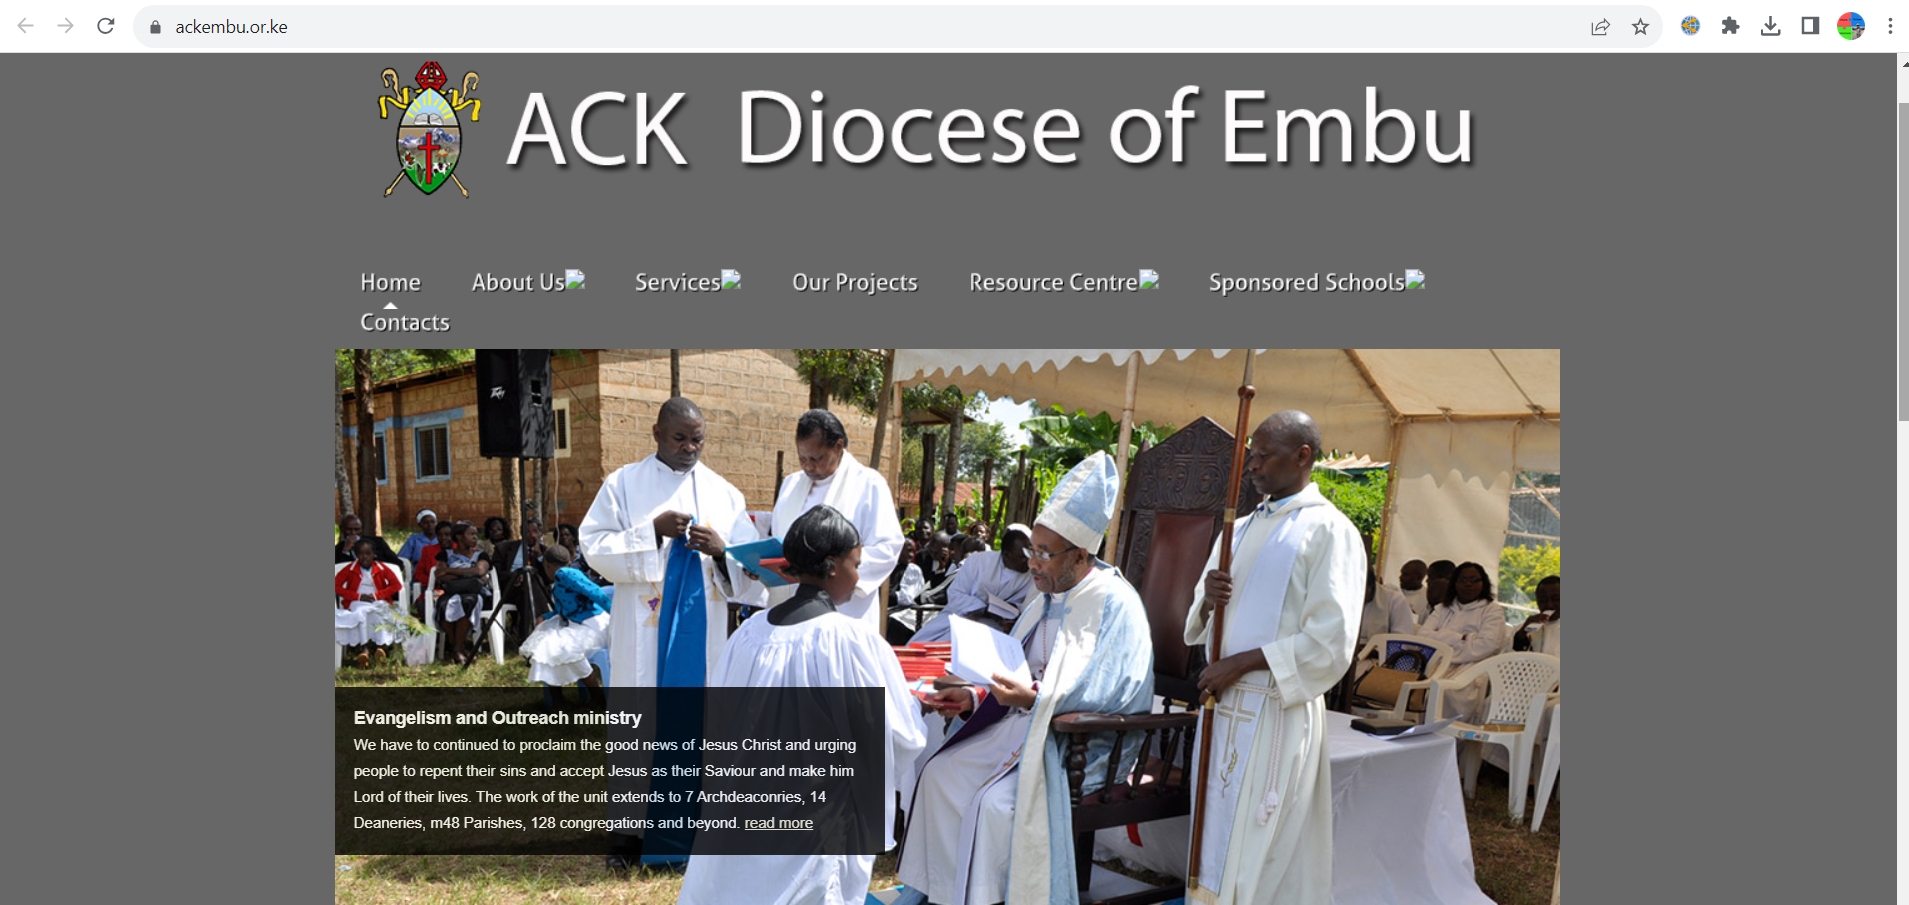 ackembu.or.ke
ACK Diocese of Embu
Home About Us Services Our Projects Resource Centre Sponsored Schools
Contacts
Evangelism and Outreach ministry
We have to continued to proclaim the good news of Jesus Christ and urging
people to repent their sins and accept Jesus as their Saviour and make him
Lord of their lives. The work of the unit extends to 7 Archdeaconries, 14
Deaneries, m48 Parishes, 128 congregations and beyond. read more